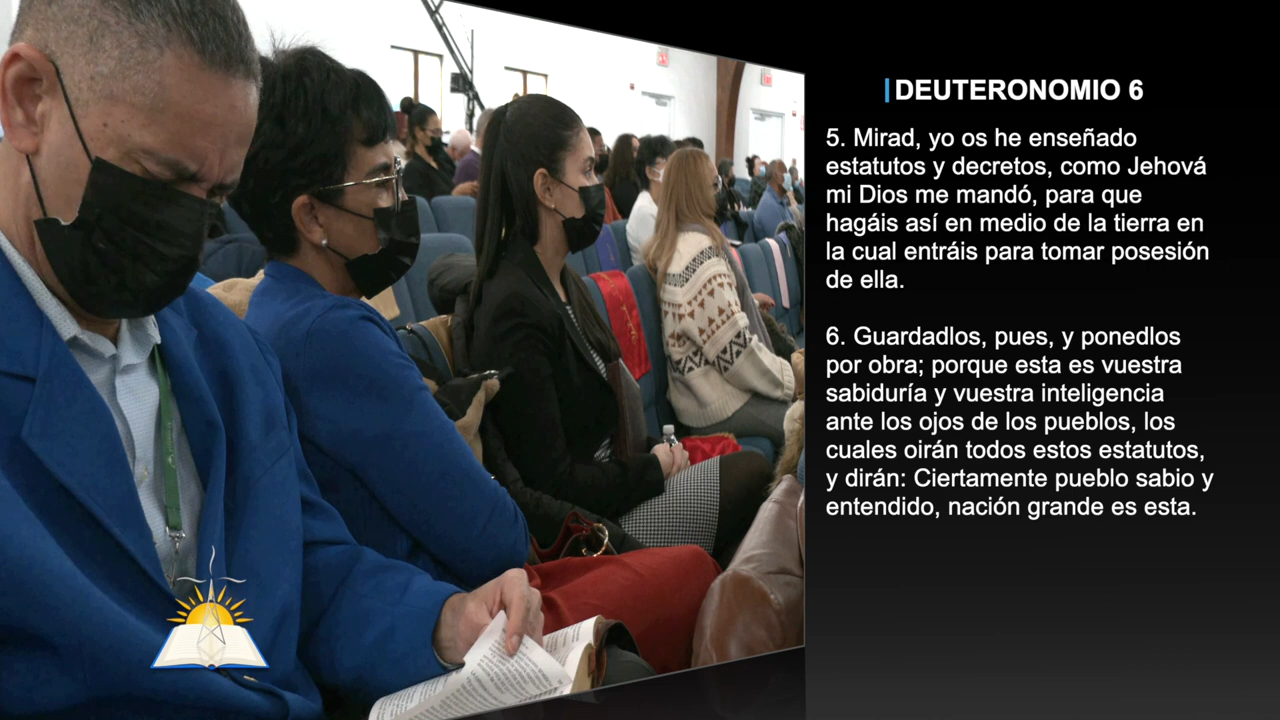 DEUTERONOMIO 6
5. Mirad, yo os he enseñado
estatutos y decretos, como Jehová
mi Dios me mandó, para que
hagáis así en medio de la tierra en
la cual entráis para tomar posesión
de ella.
6. Guardadlos, pues, y ponedlos
por obra; porque esta es vuestra
sabiduría y vuestra inteligencia
ante los ojos de los pueblos, los
cuales oirán todos estos estatutos,
y dirán: Ciertamente pueblo sabio y
entendido, nación grande es esta.